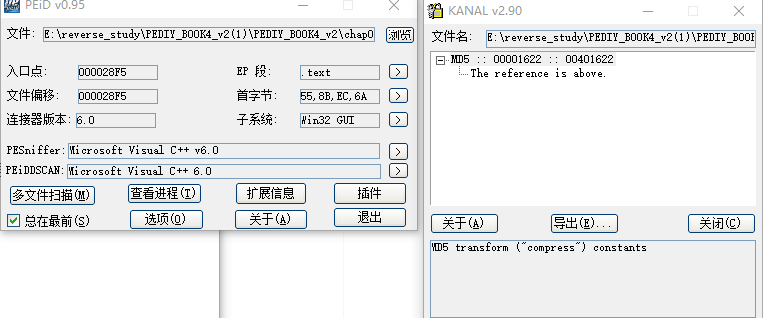 PEiD v0.95
文件: E:\reverse_study\PEDIY_BOOK4_v2(1)\PEDIY_BOOK4_v2\chap0 浏览
入口点: 000028F5 EP 段: .text >
文件偏移: 000028F5 首字节: 55,8B,EC,6A >
连接器版本: 6.0 子系统: Win32 GUI >
PESniffer: Microsoft Visual C++ v6.0 >
PEiDDSCAN: Microsoft Visual C++ 6.0 >
多文件扫描(M) 查看进程(T) 扩展信息 插件
总在最前(S) 选项(O) 关于(A) 退出
KANAL v2.90
文件名: E:\reverse_study\PEDIY_BOOK4_v2(1)\PEDIY_BOO
MD5 :: 00001622 :: 00401622
The reference is above.
关于(A) 导出(E)... 关闭(C)
MD5 transform ("compress") constants